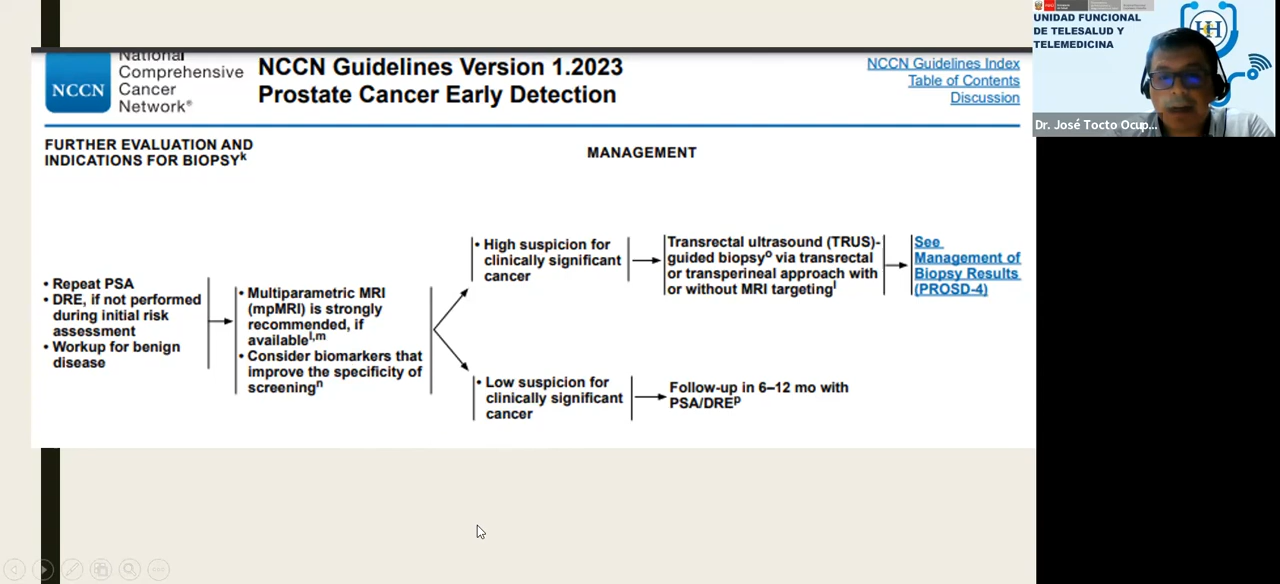 UNIDAD FUNCIONAL
DE TELESALUD Y
TELEMEDICINA
HH
Dr. José Tocto Ocup...
NCCN
National
Comprehensive
Cancer
Network®
NCCN Guidelines Version 1.2023
Prostate Cancer Early Detection
NCCN Guidelines Index
Table of Contents
Discussion
FURTHER EVALUATION AND
INDICATIONS FOR BIOPSYᵏ
MANAGEMENT
• Repeat PSA
• DRE, if not performed
during initial risk
assessment
• Workup for benign
disease
• Multiparametric MRI
(mpMRI) is strongly
recommended, if
availableˡ,ᵐ
• Consider biomarkers that
improve the specificity of
screeningⁿ
• High suspicion for
clinically significant
cancer
Transrectal ultrasound (TRUS)-
guided biopsyᵒ via transrectal
or transperineal approach with
or without MRI targetingˡ
See
Management of
Biopsy Results
(PROSD-4)
• Low suspicion for
clinically significant
cancer
Follow-up in 6–12 mo with
PSA/DREᵖ